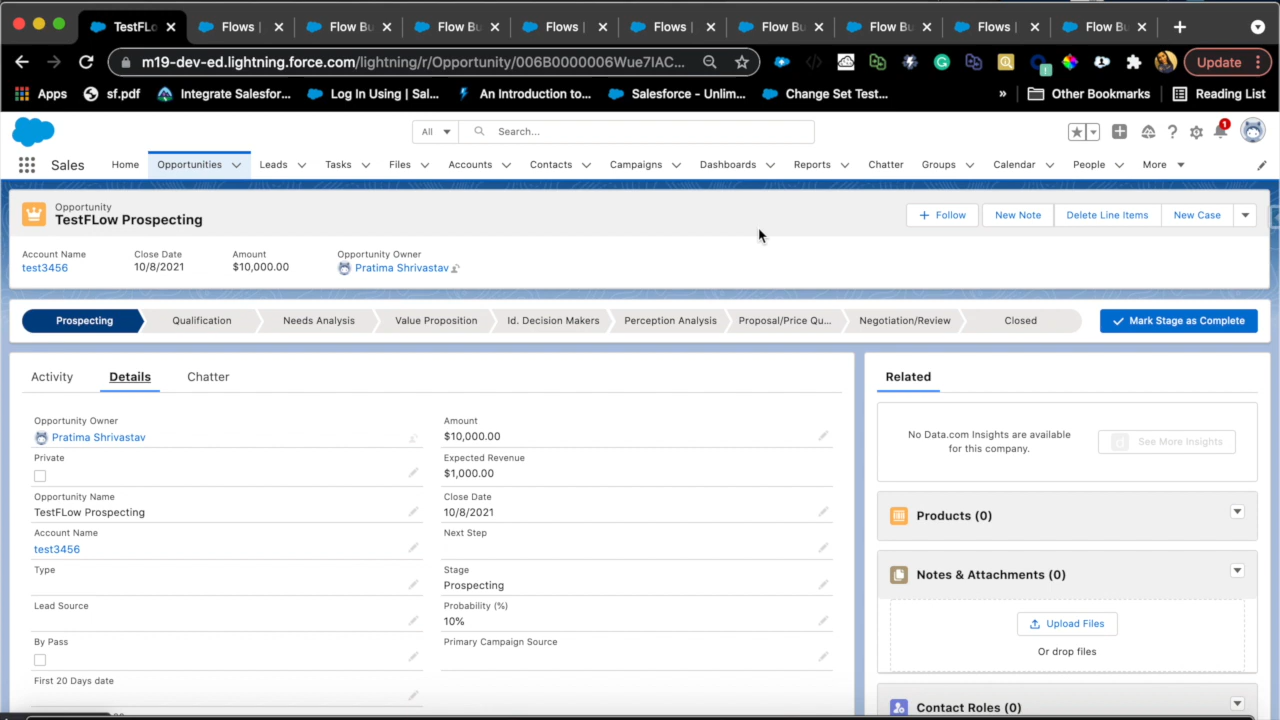 TestFLo
Flows |
Flow Bu
Flow Bu
Flows |
Flows |
Flow Bu
Flow Bu
Flows |
Flow Bu
m19-dev-ed.lightning.force.com/lightning/r/Opportunity/006B0000006Wue7IAC...
Update
Apps
sf.pdf
Integrate Salesfor...
Log In Using | Sal...
An Introduction to...
Salesforce - Unlim...
Change Set Test...
»
Other Bookmarks
Reading List
All
Search...
1
Sales
Home
Opportunities
Leads
Tasks
Files
Accounts
Contacts
Campaigns
Dashboards
Reports
Chatter
Groups
Calendar
People
More
Opportunity
TestFLow Prospecting
+ Follow
New Note
Delete Line Items
New Case
Account Name
Close Date
Amount
Opportunity Owner
test3456
10/8/2021
$10,000.00
Pratima Shrivastav
Prospecting
Qualification
Needs Analysis
Value Proposition
Id. Decision Makers
Perception Analysis
Proposal/Price Qu...
Negotiation/Review
Closed
Mark Stage as Complete
Activity
Details
Chatter
Opportunity Owner
Pratima Shrivastav
Private
Opportunity Name
TestFLow Prospecting
Account Name
test3456
Type
Lead Source
By Pass
First 20 Days date
Amount
$10,000.00
Expected Revenue
$1,000.00
Close Date
10/8/2021
Next Step
Stage
Prospecting
Probability (%)
10%
Primary Campaign Source
Related
No Data.com Insights are available
for this company.
See More Insights
Products (0)
Notes & Attachments (0)
Upload Files
Or drop files
Contact Roles (0)